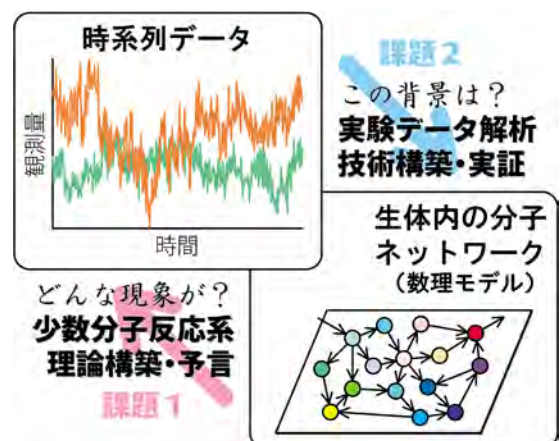 時系列データ
観測量
時間
課題2
この背景は？
実験データ解析
技術構築・実証
生体内の分子
ネットワーク
（数理モデル）
どんな現象が？
少数分子反応系
理論構築・予言
課題1